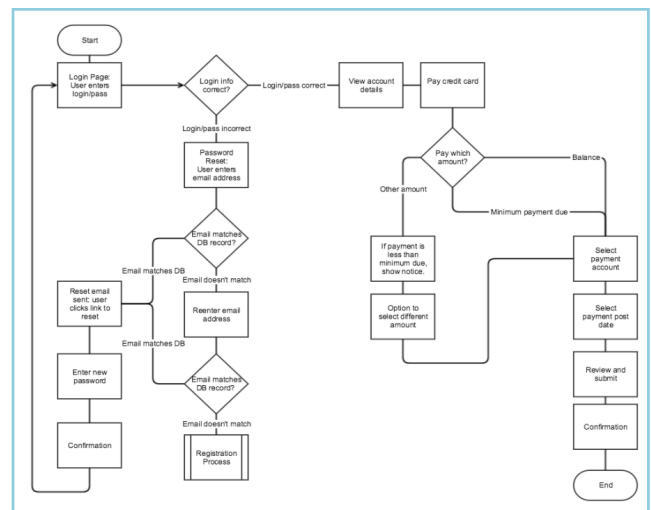 Start
Login Page:
User enters
login/pass
Login info
correct?
Login/pass correct
View account
details
Pay credit card
Login/pass incorrect
Password
Reset:
User enters
email address
Pay which
amount?
Balance
Other amount
Minimum payment due
Email matches
DB record?
Email matches DB
Email doesn't match
If payment is
less than
minimum due,
show notice.
Select
payment
account
Reset email
sent: user
clicks link to
reset
Reenter email
address
Option to
select different
amount
Select
payment post
date
Email matches DB
Enter new
password
Email matches
DB record?
Review and
submit
Email doesn't match
Confirmation
Registration
Process
Confirmation
End